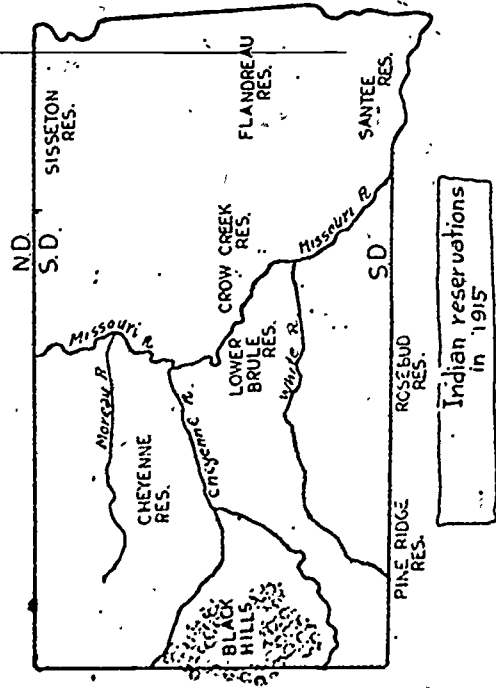 N.D.
S.D.
SISSETON
RES.
Missouri R.
Moreau R.
CHEYENNE
RES.
Cheyenne R.
CROW CREEK
RES.
FLANDREAU
RES.
LOWER
BRULE
RES.
BLACK
HILLS
White R.
Missouri R.
SANTEE
RES.
S.D.
PINE RIDGE
RES.
ROSEBUD
RES.
Indian reservations
in 1915